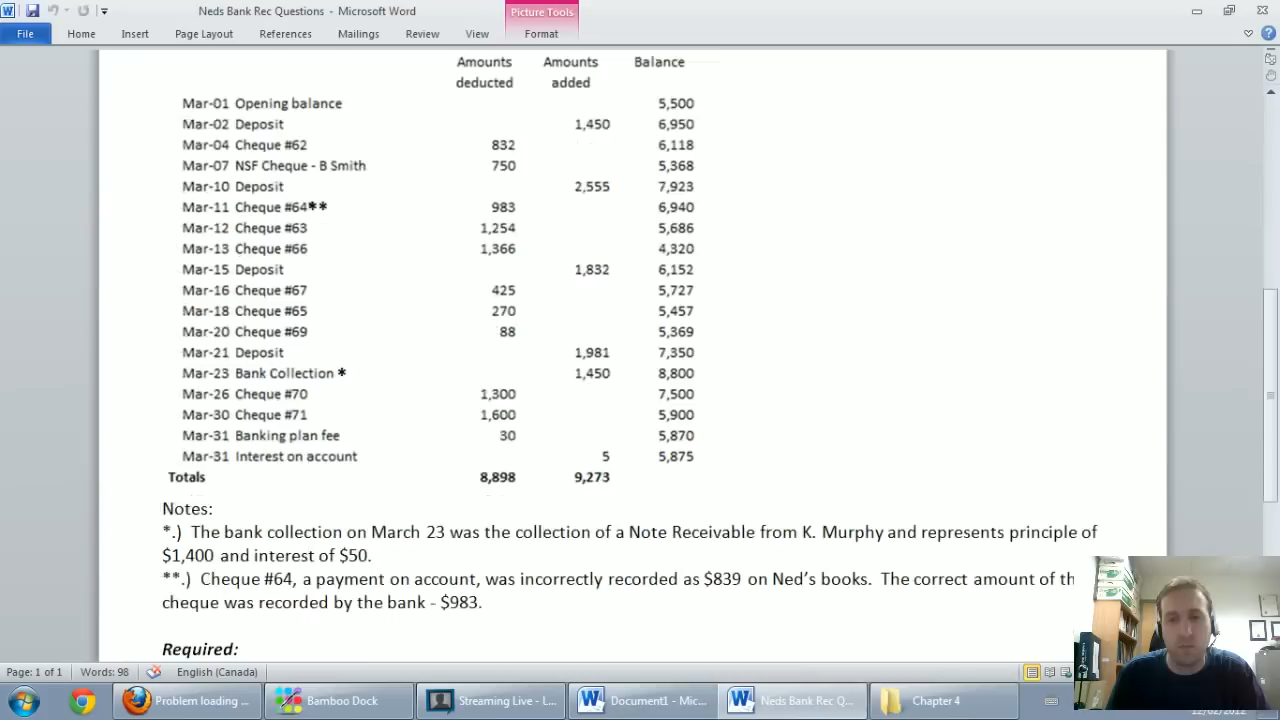 Neds Bank Rec Questions - Microsoft Word
Picture Tools
File Home Insert Page Layout References Mailings Review View Format
Amounts Amounts Balance
deducted added
Mar-01 Opening balance 5,500
Mar-02 Deposit 1,450 6,950
Mar-04 Cheque #62 832 6,118
Mar-07 NSF Cheque - B Smith 750 5,368
Mar-10 Deposit 2,555 7,923
Mar-11 Cheque #64** 983 6,940
Mar-12 Cheque #63 1,254 5,686
Mar-13 Cheque #66 1,366 4,320
Mar-15 Deposit 1,832 6,152
Mar-16 Cheque #67 425 5,727
Mar-18 Cheque #65 270 5,457
Mar-20 Cheque #69 88 5,369
Mar-21 Deposit 1,981 7,350
Mar-23 Bank Collection * 1,450 8,800
Mar-26 Cheque #70 1,300 7,500
Mar-30 Cheque #71 1,600 5,900
Mar-31 Banking plan fee 30 5,870
Mar-31 Interest on account 5 5,875
Totals 8,898 9,273
Notes:
*.) The bank collection on March 23 was the collection of a Note Receivable from K. Murphy and represents principle of
$1,400 and interest of $50.
**.) Cheque #64, a payment on account, was incorrectly recorded as $839 on Ned's books. The correct amount of th
cheque was recorded by the bank - $983.
Required:
Page: 1 of 1 Words: 98 English (Canada)
Problem loading ... Bamboo Dock Streaming Live - L... Document1 - Mic... Neds Bank Rec Q... Chapter 4